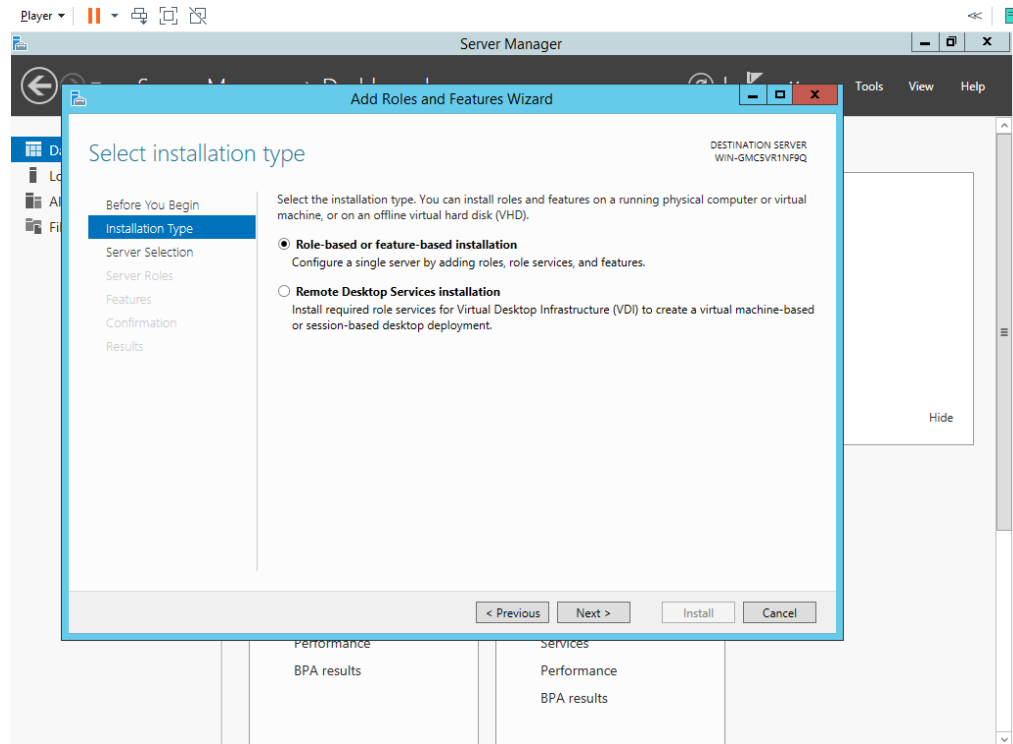 Player
Server Manager
Tools View Help
Add Roles and Features Wizard
Select installation type
DESTINATION SERVER
WIN-GMC5VR1NF9Q
Before You Begin
Installation Type
Server Selection
Server Roles
Features
Confirmation
Results
Select the installation type. You can install roles and features on a running physical computer or virtual
machine, or on an offline virtual hard disk (VHD).
Role-based or feature-based installation
Configure a single server by adding roles, role services, and features.
Remote Desktop Services installation
Install required role services for Virtual Desktop Infrastructure (VDI) to create a virtual machine-based
or session-based desktop deployment.
Hide
< Previous
Next >
Install
Cancel
Performance
BPA results
Services
Performance
BPA results